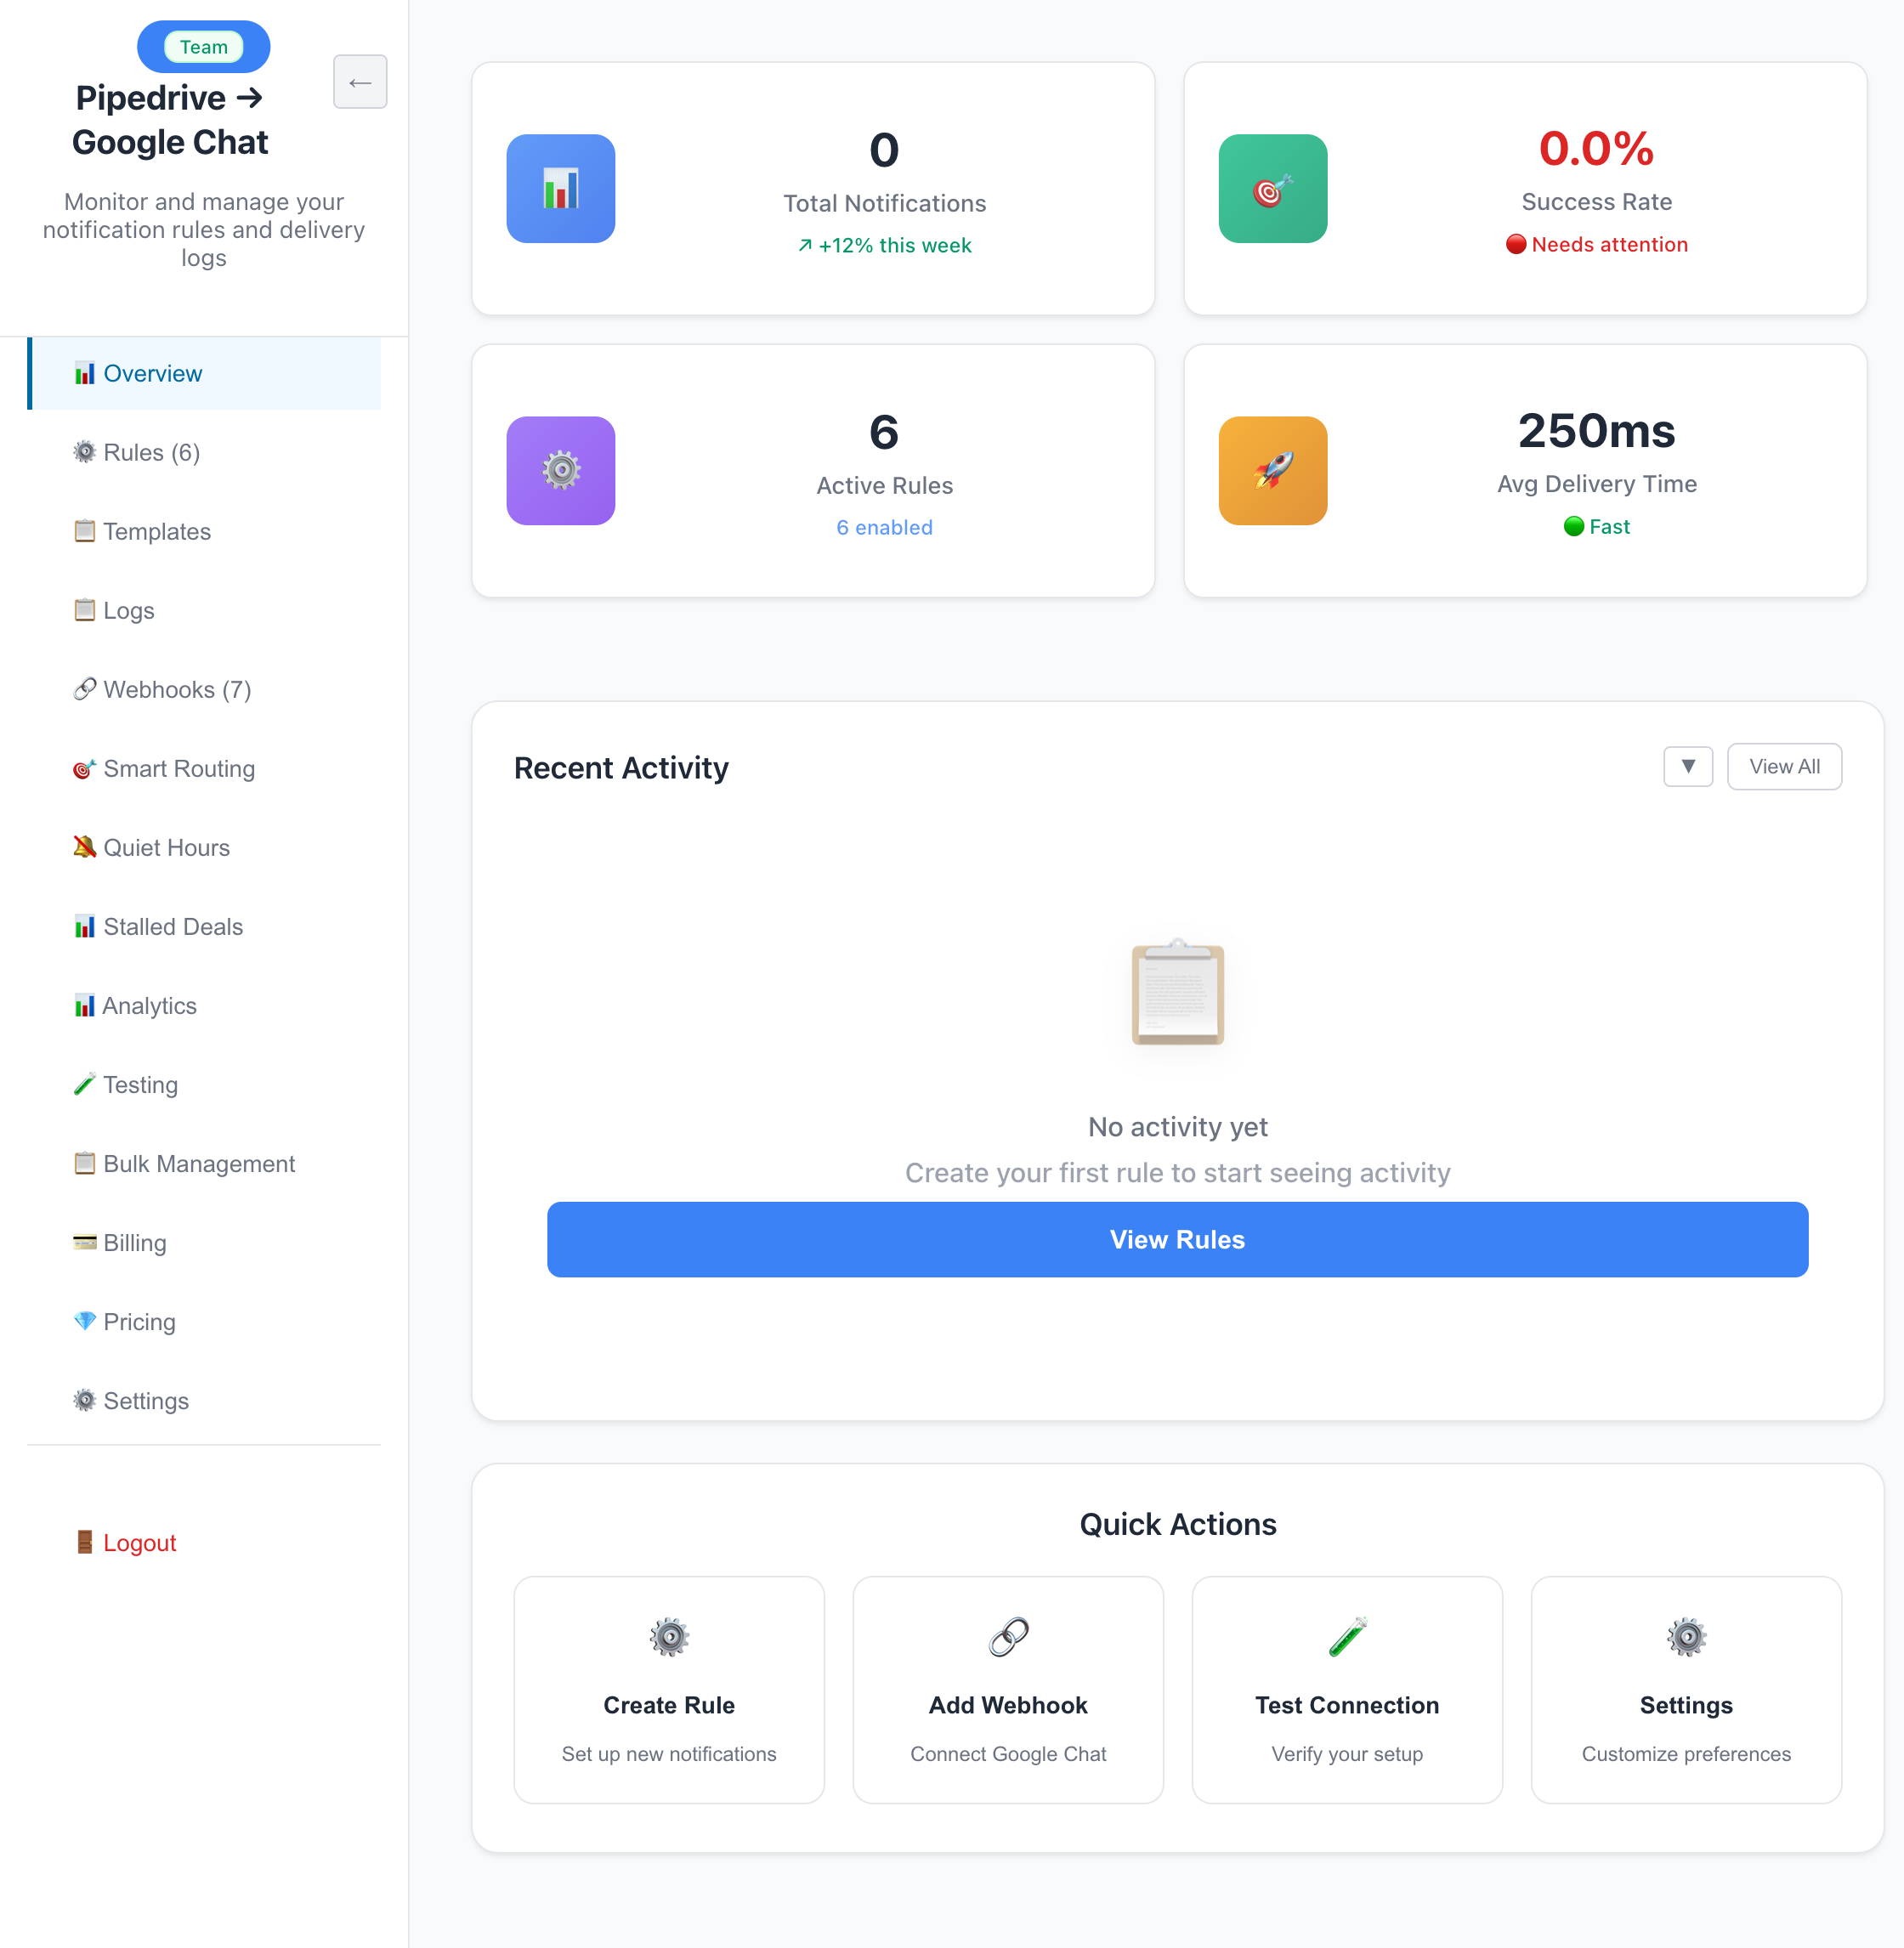 Team
←
Pipedrive →
Google Chat
Monitor and manage your
notification rules and delivery
logs
Overview
Rules (6)
Templates
Logs
Webhooks (7)
Smart Routing
Quiet Hours
Stalled Deals
Analytics
Testing
Bulk Management
Billing
Pricing
Settings
Logout
0
Total Notifications
↗ +12% this week
0.0%
Success Rate
Needs attention
6
Active Rules
6 enabled
250ms
Avg Delivery Time
Fast
Recent Activity
▼
View All
No activity yet
Create your first rule to start seeing activity
View Rules
Quick Actions
Create Rule
Set up new notifications
Add Webhook
Connect Google Chat
Test Connection
Verify your setup
Settings
Customize preferences